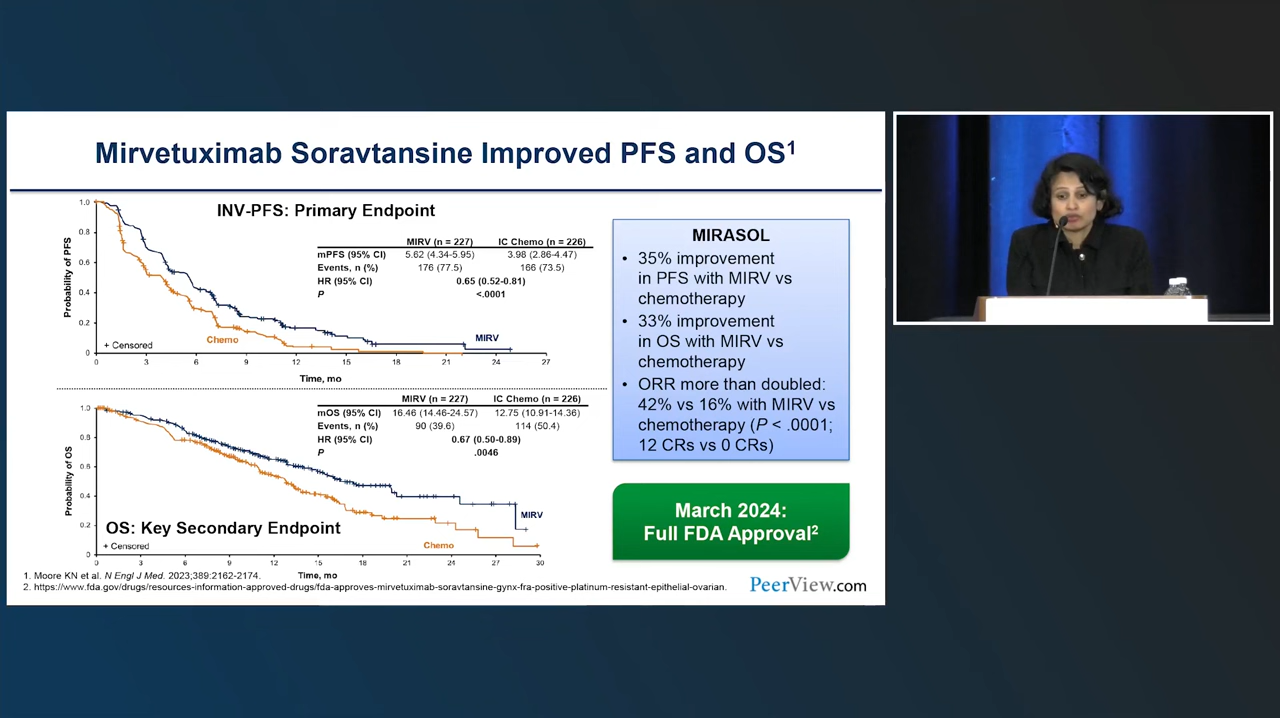 Mirvetuximab Soravtansine Improved PFS and OS1
INV-PFS: Primary Endpoint
MIRV (n = 227) IC Chemo (n = 226)
mPFS (95% CI) 5.62 (4.34-5.95) 3.98 (2.86-4.47)
Events, n (%) 176 (77.5) 166 (73.5)
HR (95% CI) 0.65 (0.52-0.81)
P <.0001
Probability of PFS
1.0
0.8
0.6
0.4
0.2
0
Chemo
MIRV
+ Censored
0 3 6 9 12 15 18 21 24 27
Time, mo
MIRV (n = 227) IC Chemo (n = 226)
mOS (95% CI) 16.46 (14.46-24.57) 12.75 (10.91-14.36)
Events, n (%) 90 (39.6) 114 (50.4)
HR (95% CI) 0.67 (0.50-0.89)
P .0046
Probability of OS
1.0
0.8
0.6
0.4
0.2
0
MIRV
OS: Key Secondary Endpoint
+ Censored
Chemo
0 3 6 9 12 15 18 21 24 27 30
Time, mo
MIRASOL
• 35% improvement
in PFS with MIRV vs
chemotherapy
• 33% improvement
in OS with MIRV vs
chemotherapy
• ORR more than doubled:
42% vs 16% with MIRV vs
chemotherapy (P < .0001;
12 CRs vs 0 CRs)
March 2024:
Full FDA Approval2
1. Moore KN et al. N Engl J Med. 2023;389:2162-2174.
2. https://www.fda.gov/drugs/resources-information-approved-drugs/fda-approves-mirvetuximab-soravtansine-gynx-fra-positive-platinum-resistant-epithelial-ovarian.
PeerView.com